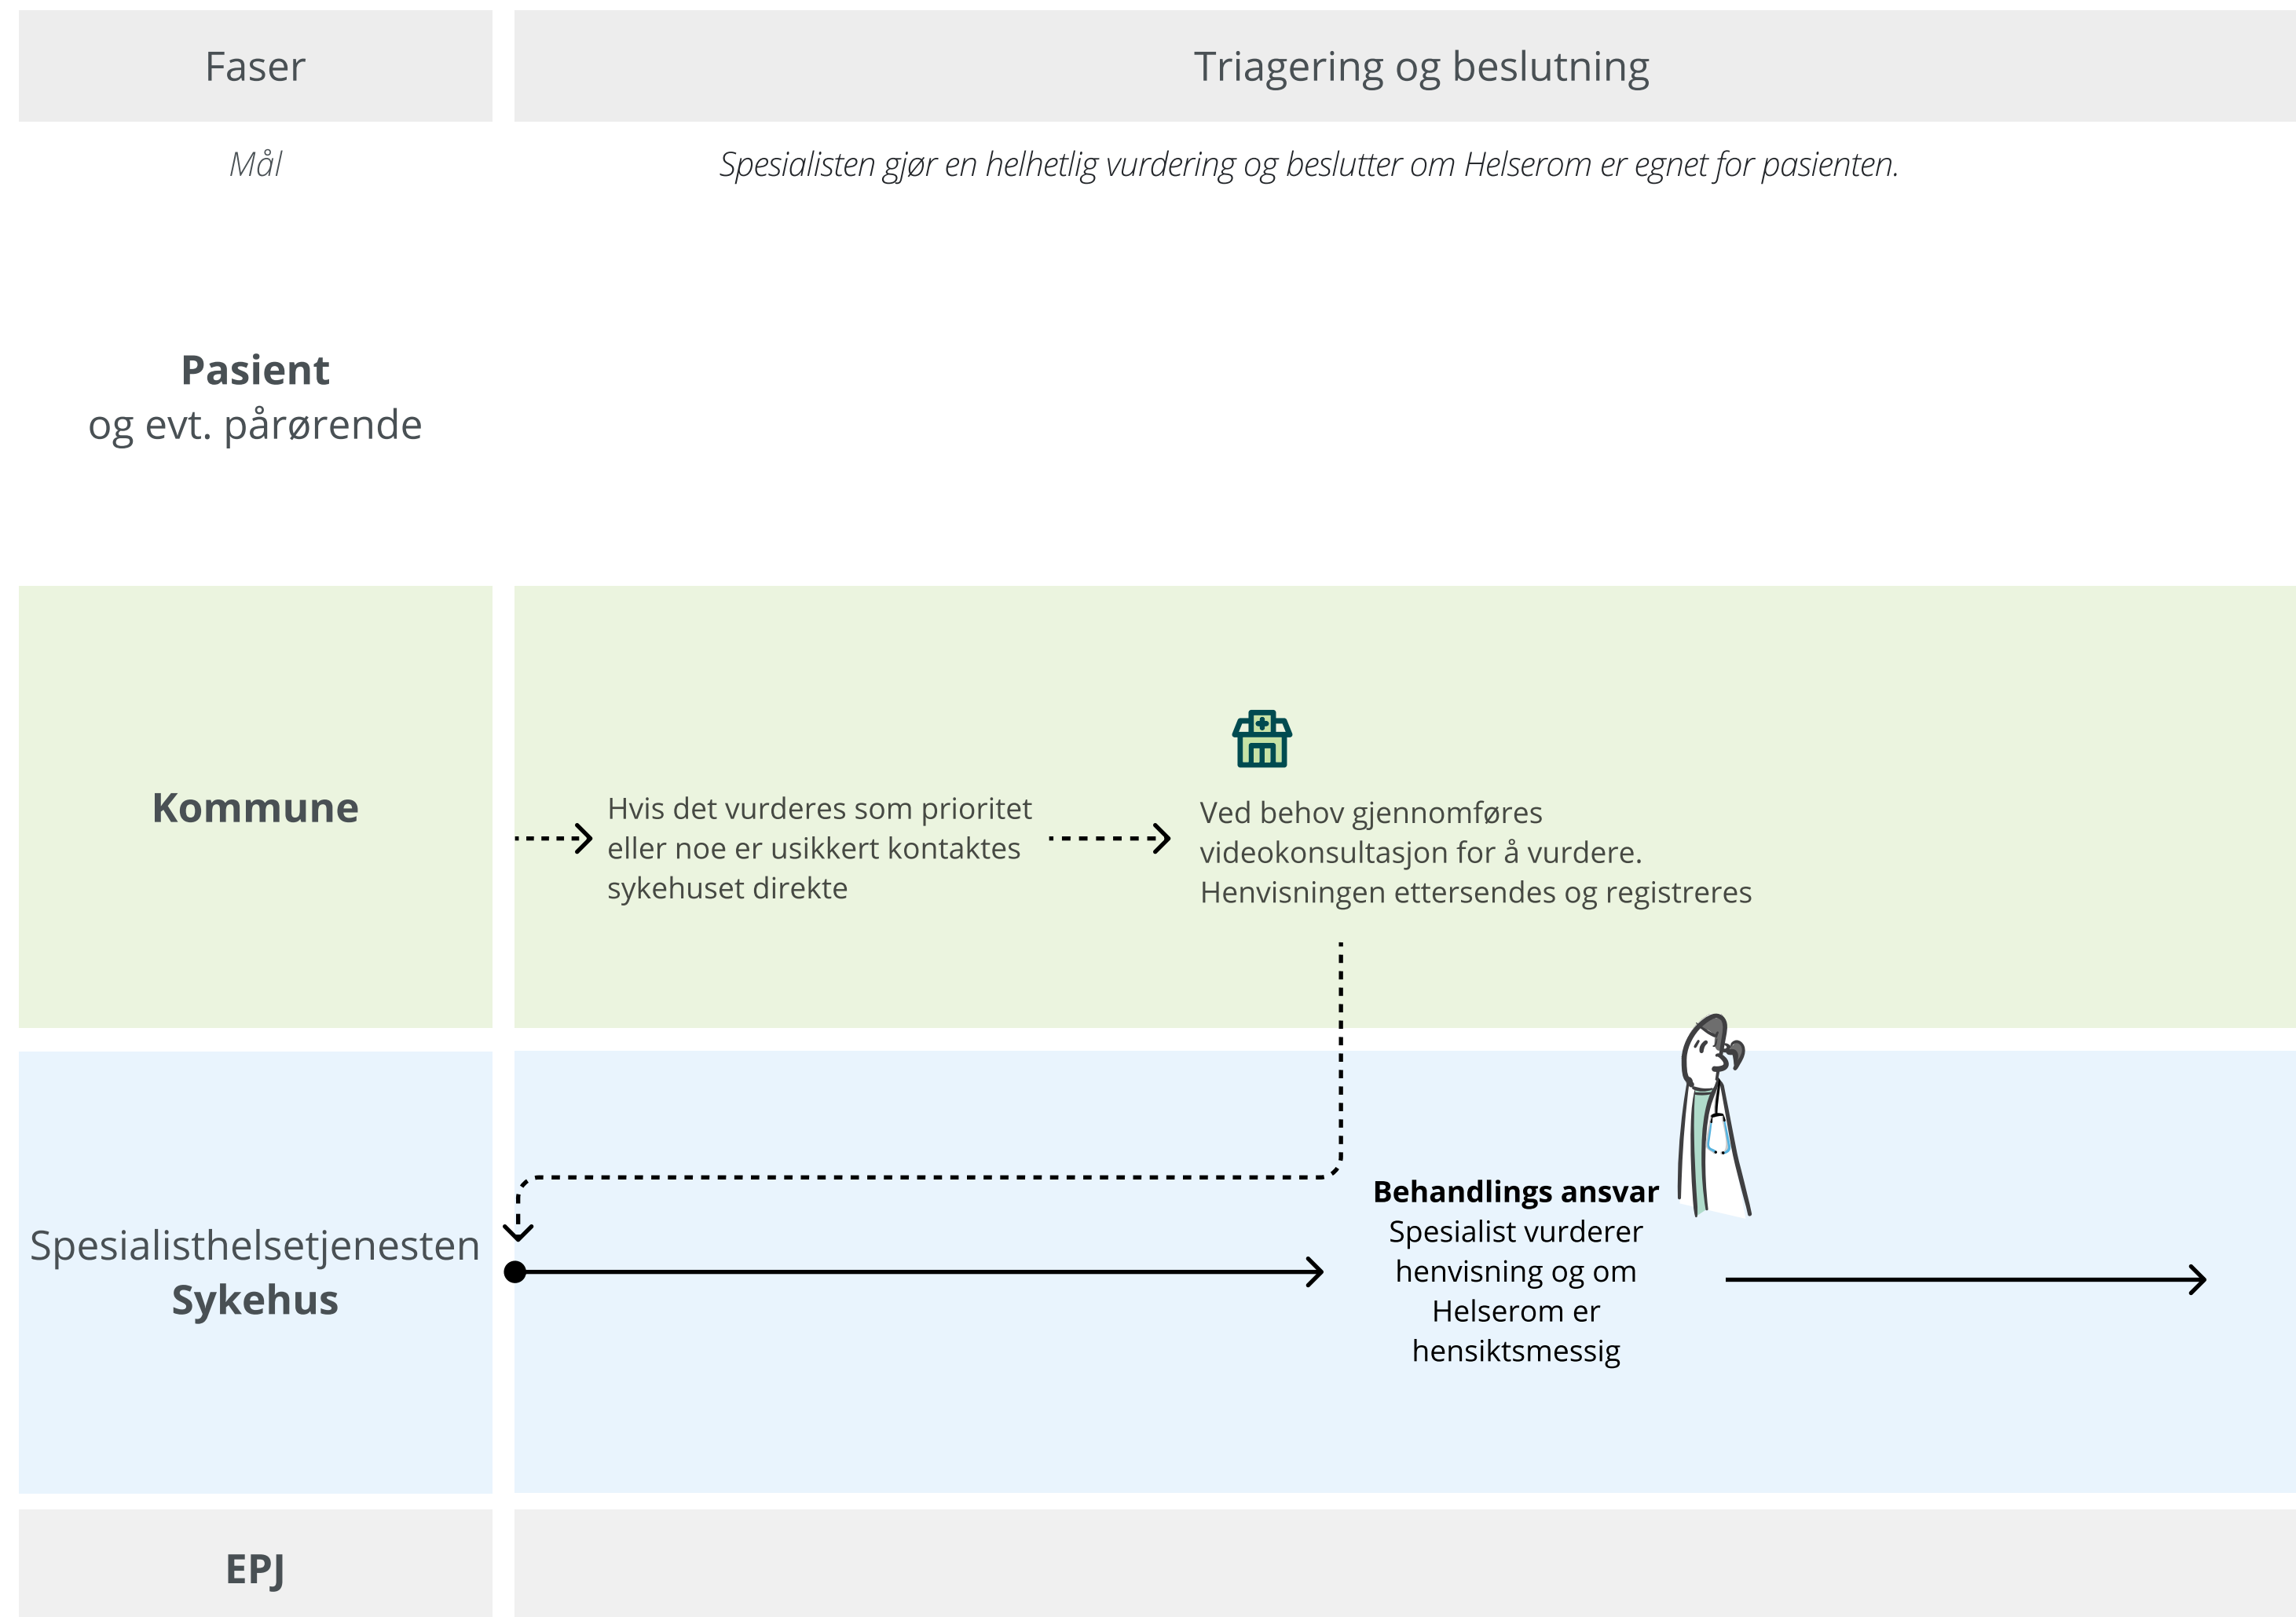 Faser
Triagering og beslutning
Mål
Spesialisten gjør en helhetlig vurdering og beslutter om Helserom er egnet for pasienten.
Pasient
og evt. pårørende
Kommune
Hvis det vurderes som prioritet
eller noe er usikkert kontaktes
sykehuset direkte
Ved behov gjennomføres
videokonsultasjon for å vurdere.
Henvisningen ettersendes og registreres
Spesialisthelsetjenesten
Sykehus
Behandlings ansvar
Spesialist vurderer
henvisning og om
Helserom er
hensiktsmessig
EPJ